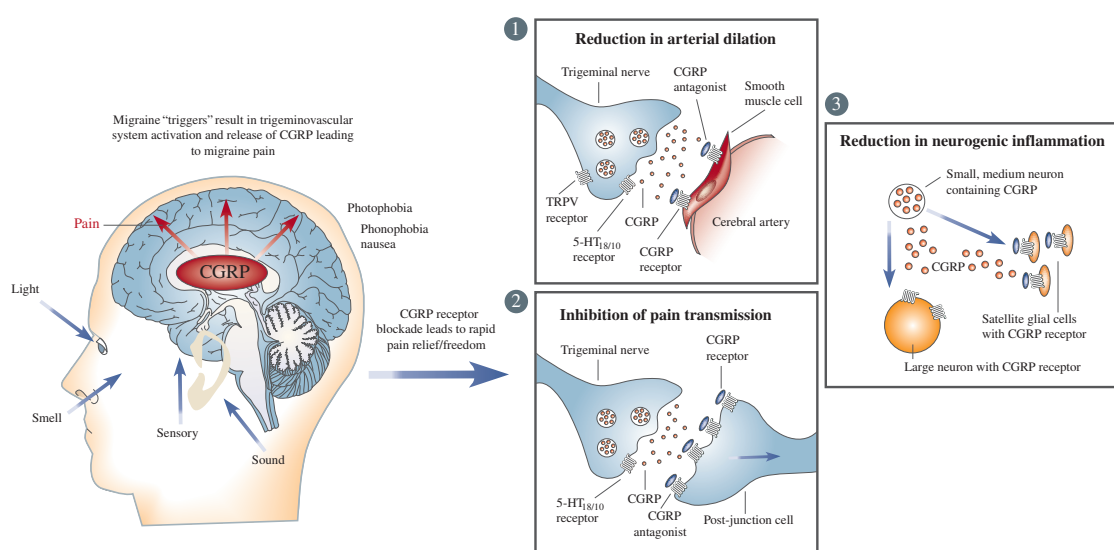 Migraine “triggers” result in trigeminovascular
system activation and release of CGRP leading
to migraine pain
Pain
Photophobia
Phonophobia
nausea
CGRP
Light
Smell
Sensory
Sound
CGRP receptor
blockade leads to rapid
pain relief/freedom
1
Reduction in arterial dilation
Trigeminal nerve
CGRP
antagonist
Smooth
muscle cell
TRPV
receptor
5-HT18/10
receptor
CGRP
CGRP
receptor
Cerebral artery
2
Inhibition of pain transmission
Trigeminal nerve
CGRP
receptor
5-HT18/10
receptor
CGRP
CGRP
antagonist
Post-junction cell
3
Reduction in neurogenic inflammation
Small, medium neuron
containing CGRP
CGRP
Satellite glial cells
with CGRP receptor
Large neuron with CGRP receptor